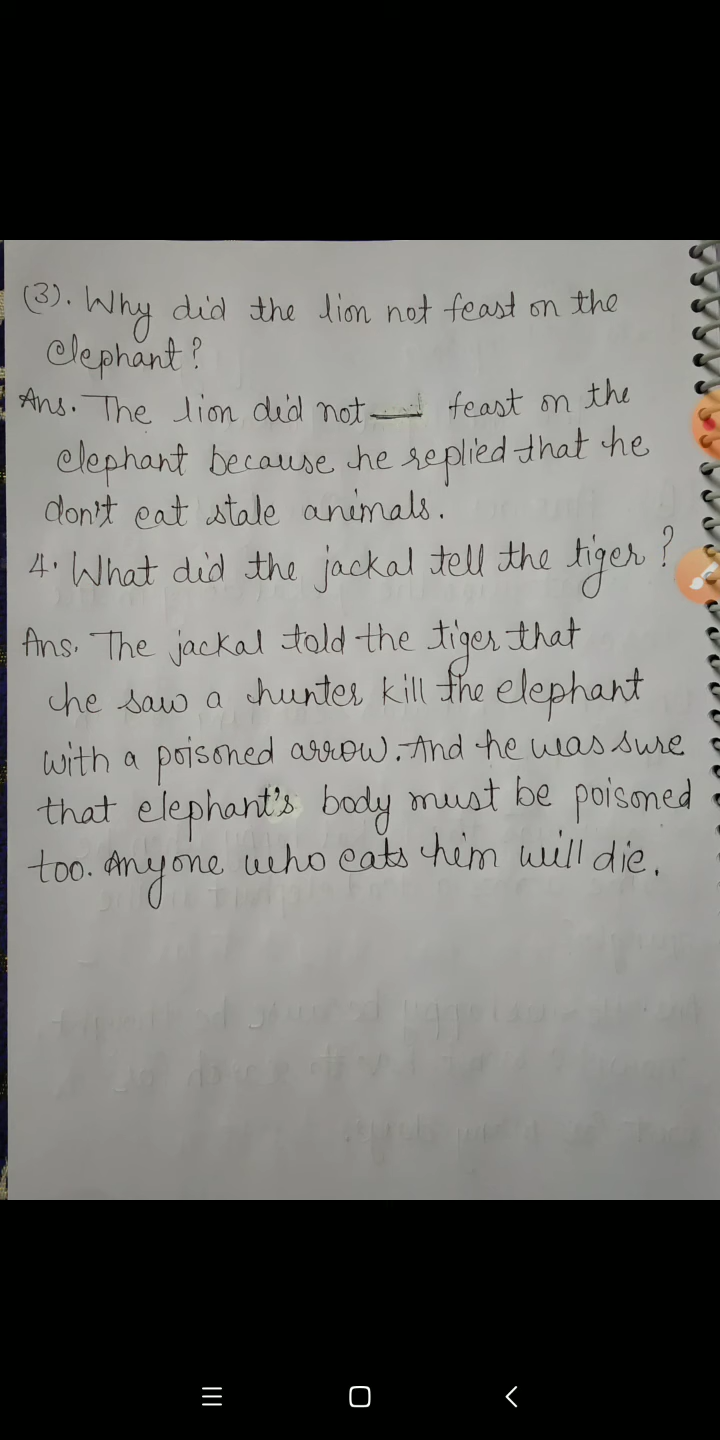 (3). Why did the lion not feast on the
elephant?
Ans. The lion did not feast on the
elephant because he replied that he
don't eat stale animals.
4. What did the jackal tell the tiger?
Ans. The jackal told the tiger that
he saw a hunter kill the elephant
with a poisoned arrow. And he was sure
that elephant's body must be poisoned
too. Anyone who eats him will die.